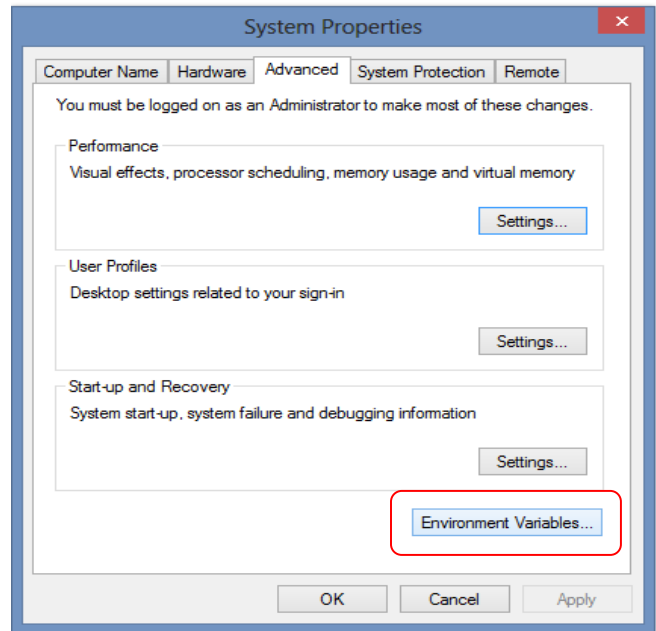 System Properties
Computer Name Hardware Advanced System Protection Remote
You must be logged on as an Administrator to make most of these changes.
Performance
Visual effects, processor scheduling, memory usage and virtual memory
Settings...
User Profiles
Desktop settings related to your sign-in
Settings...
Start-up and Recovery
System start-up, system failure and debugging information
Settings...
Environment Variables...
OK Cancel Apply